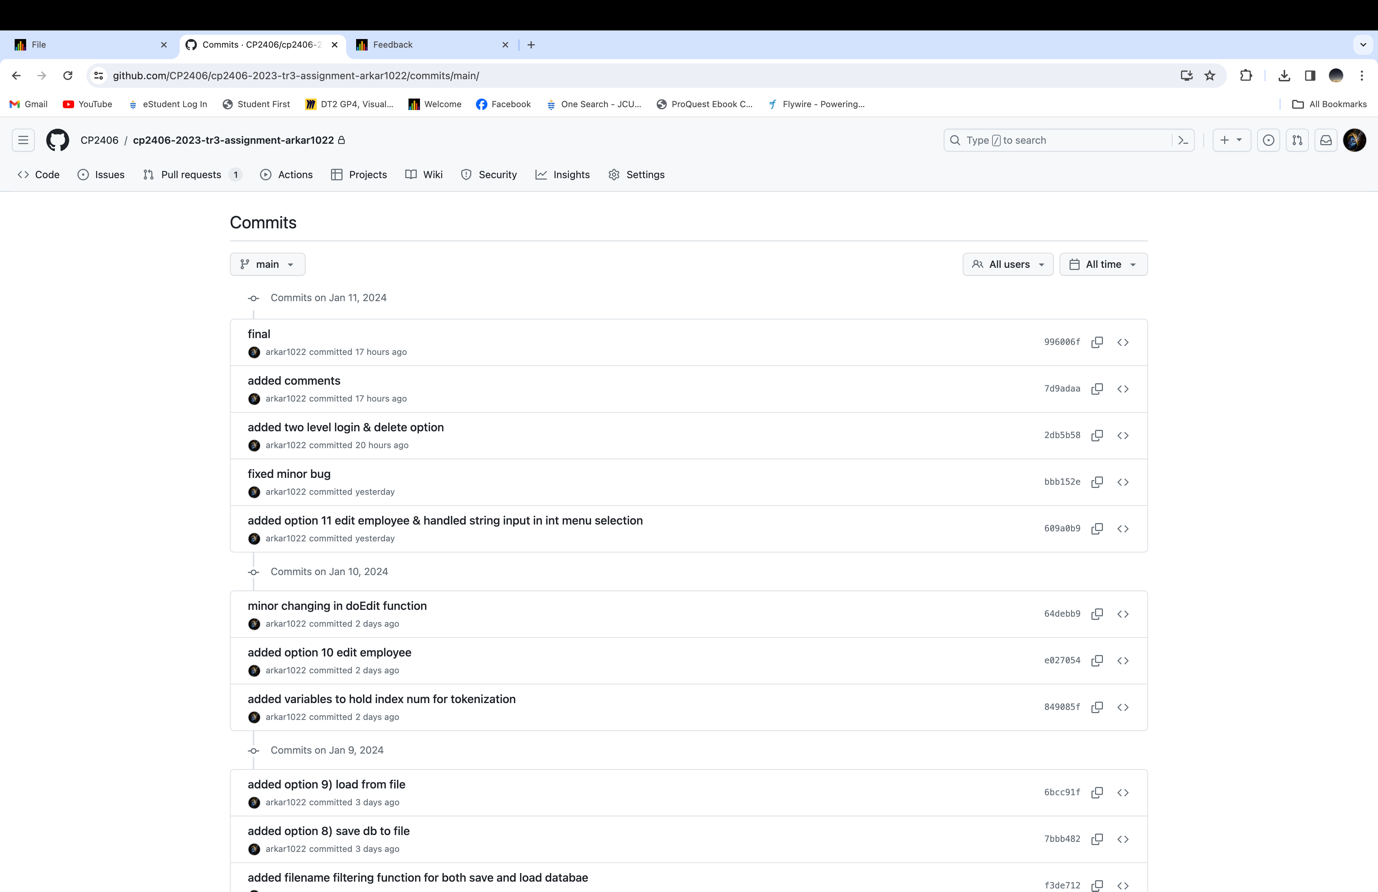 File
Commits · CP2406/cp2406-2
Feedback
github.com/CP2406/cp2406-2023-tr3-assignment-arkar1022/commits/main/
Gmail YouTube eStudent Log In Student First DT2 GP4, Visual... Welcome Facebook One Search - JCU... ProQuest Ebook C... Flywire - Powering... All Bookmarks
CP2406 / cp2406-2023-tr3-assignment-arkar1022
Type / to search
Code Issues Pull requests 1 Actions Projects Wiki Security Insights Settings
Commits
main All users All time
Commits on Jan 11, 2024
final
arkar1022 committed 17 hours ago
996006f
added comments
arkar1022 committed 17 hours ago
7d9adaa
added two level login & delete option
arkar1022 committed 20 hours ago
2db5b58
fixed minor bug
arkar1022 committed yesterday
bbb152e
added option 11 edit employee & handled string input in int menu selection
arkar1022 committed yesterday
609a0b9
Commits on Jan 10, 2024
minor changing in doEdit function
arkar1022 committed 2 days ago
64debb9
added option 10 edit employee
arkar1022 committed 2 days ago
e027054
added variables to hold index num for tokenization
arkar1022 committed 2 days ago
849085f
Commits on Jan 9, 2024
added option 9) load from file
arkar1022 committed 3 days ago
6bcc91f
added option 8) save db to file
arkar1022 committed 3 days ago
7bbb482
added filename filtering function for both save and load databae
f3de712